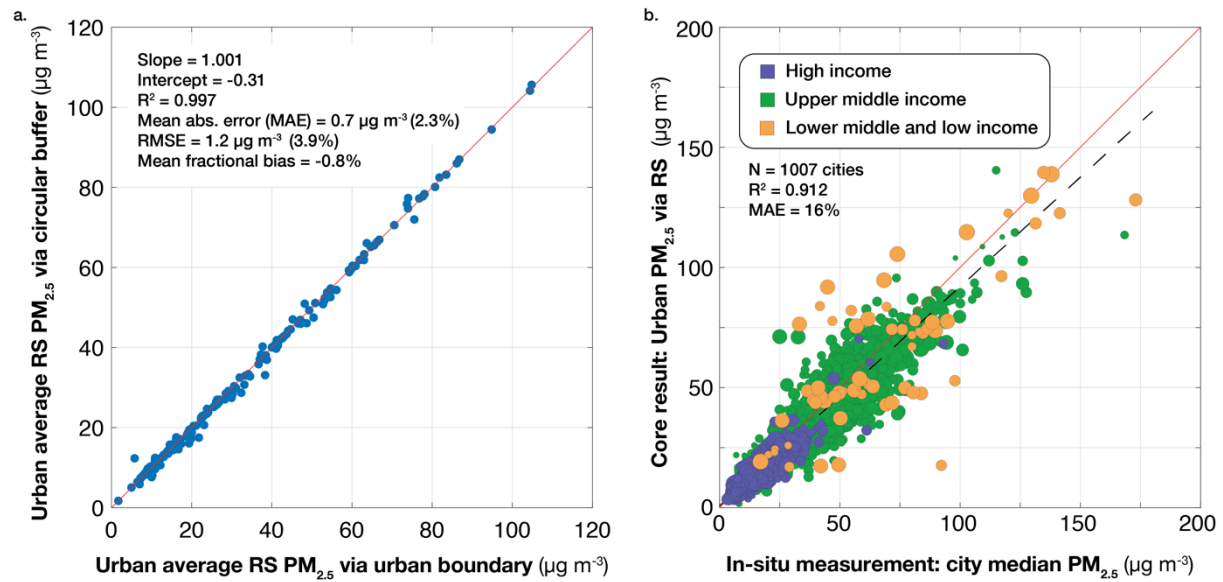 a.
Urban average RS PM2.5 via circular buffer (µg m⁻³)
120
100
80
60
40
20
0
Slope = 1.001
Intercept = -0.31
R² = 0.997
Mean abs. error (MAE) = 0.7 µg m⁻³ (2.3%)
RMSE = 1.2 µg m⁻³ (3.9%)
Mean fractional bias = -0.8%
0 20 40 60 80 100 120
Urban average RS PM2.5 via urban boundary (µg m⁻³)
b.
Core result: Urban PM2.5 via RS (µg m⁻³)
200
150
100
50
0
High income
Upper middle income
Lower middle and low income
N = 1007 cities
R² = 0.912
MAE = 16%
0 50 100 150 200
In-situ measurement: city median PM2.5 (µg m⁻³)